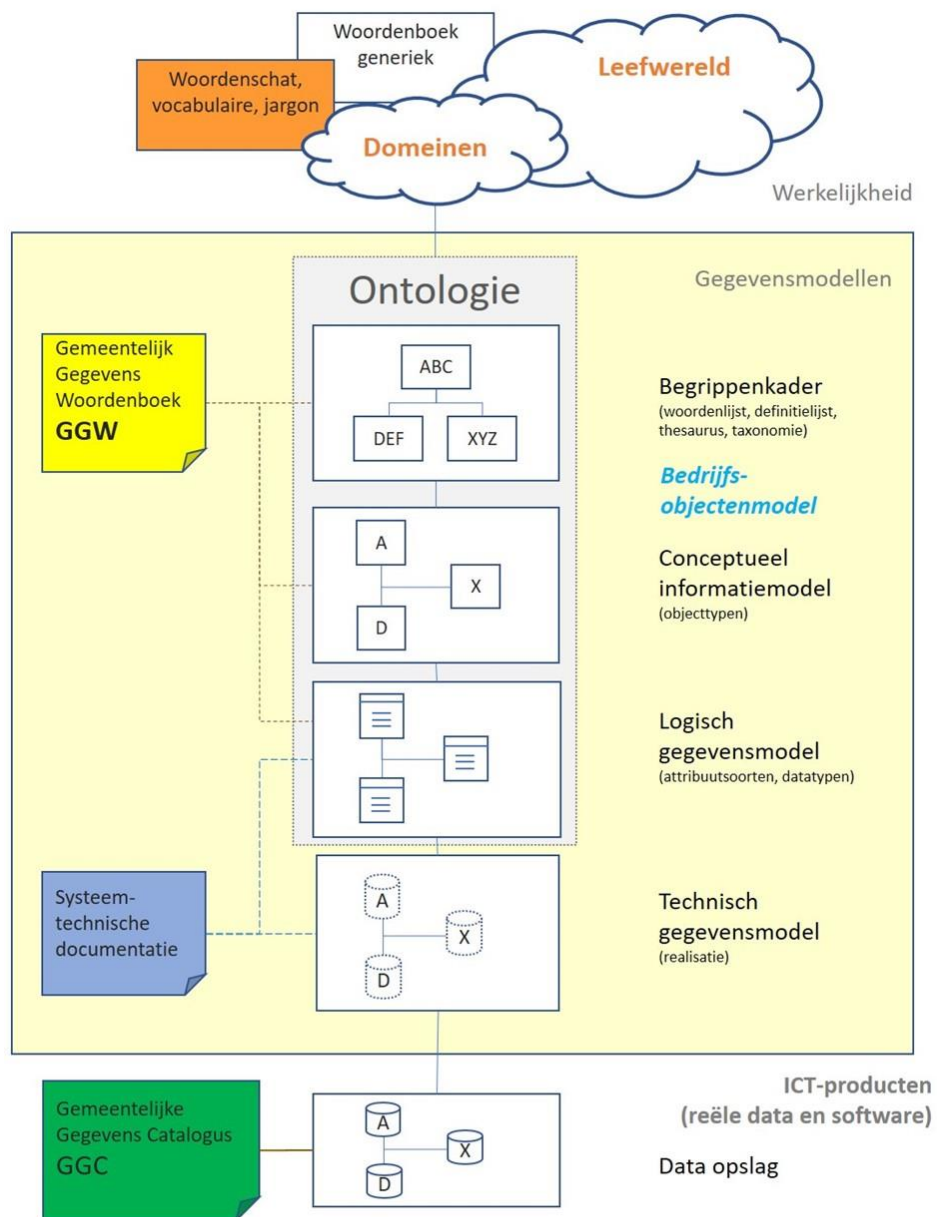 Woordenboek
generiek
Leefwereld
Woordenschat,
vocabulaire, jargon
Domeinen
Werkelijkheid
Gegevensmodellen
Ontologie
Gemeentelijk
Gegevens
Woordenboek
GGW
ABC
DEF
XYZ
Begrippenkader
(woordenlijst, definitielijst,
thesaurus, taxonomie)
Bedrijfs-
objectenmodel
A
X
D
Conceptueel
informatiemodel
(objecttypen)
Logisch
gegevensmodel
(attribuutsoorten, datatypen)
Systeem-
technische
documentatie
A
X
D
Technisch
gegevensmodel
(realisatie)
ICT-producten
(reële data en software)
Gemeentelijke
Gegevens Catalogus
GGC
A
X
D
Data opslag